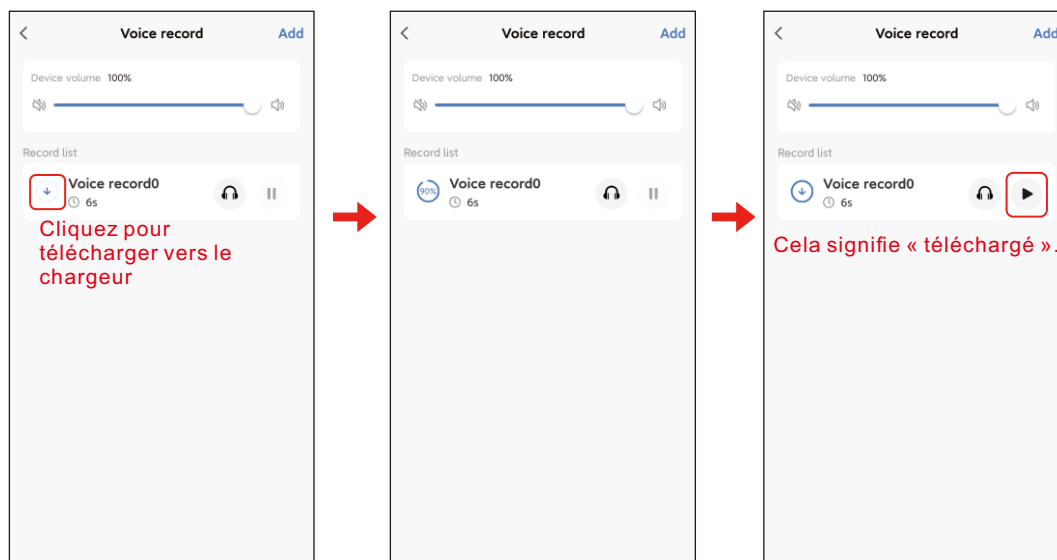 Voice record Add
Device volume 100%
Record list
Voice record0
6s
Cliquez pour
télécharger vers le
chargeur
Voice record Add
Device volume 100%
Record list
90%
Voice record0
6s
Voice record Add
Device volume 100%
Record list
Voice record0
6s
Cela signifie « téléchargé ».